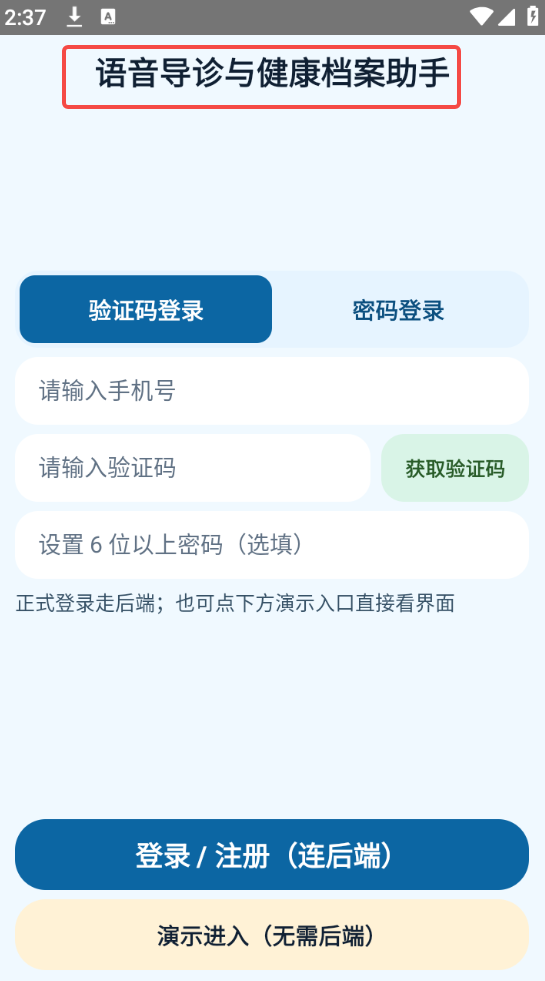 2:37
A
语音导诊与健康档案助手
验证码登录 密码登录
请输入手机号
请输入验证码 获取验证码
设置 6 位以上密码（选填）
正式登录走后端；也可点下方演示入口直接看界面
登录 / 注册（连后端）
演示进入（无需后端）